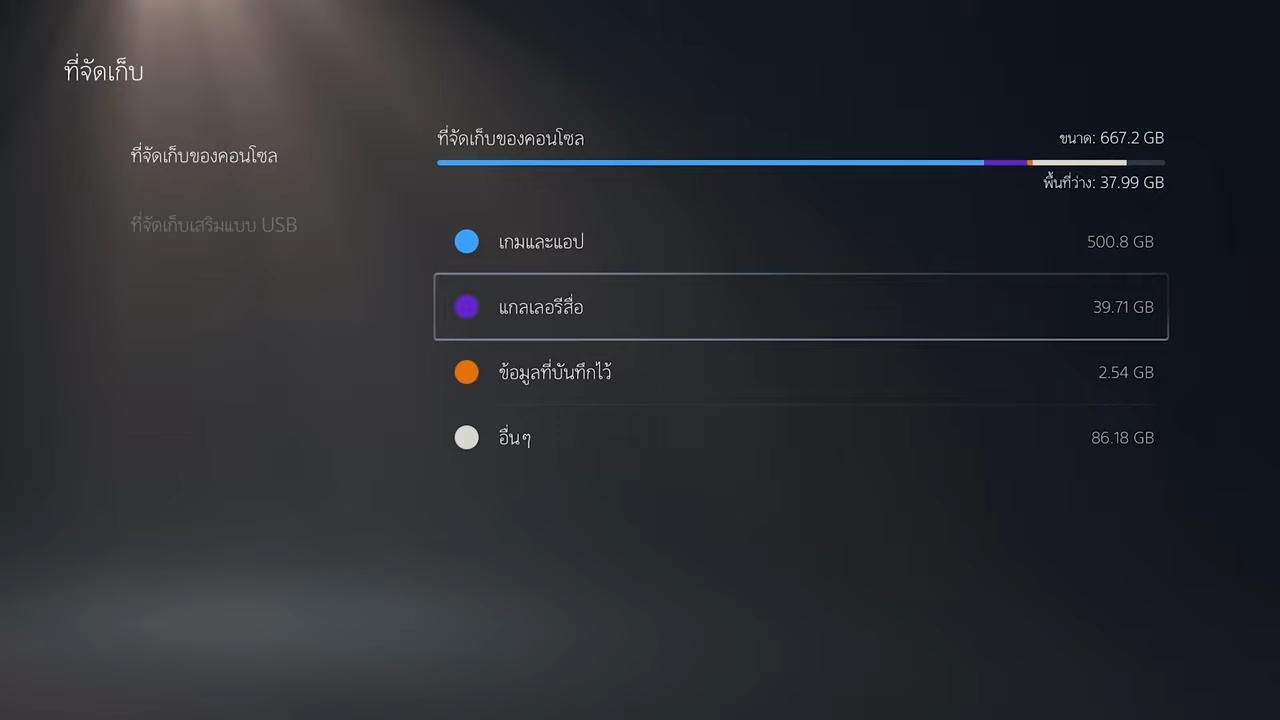 ที่จัดเก็บ
ที่จัดเก็บของคอนโซล
ที่จัดเก็บเสริมแบบ USB
ที่จัดเก็บของคอนโซล
ขนาด: 667.2 GB
พื้นที่ว่าง: 37.99 GB
เกมและแอป 500.8 GB
แกลเลอรีสื่อ 39.71 GB
ข้อมูลที่บันทึกไว้ 2.54 GB
อื่นๆ 86.18 GB